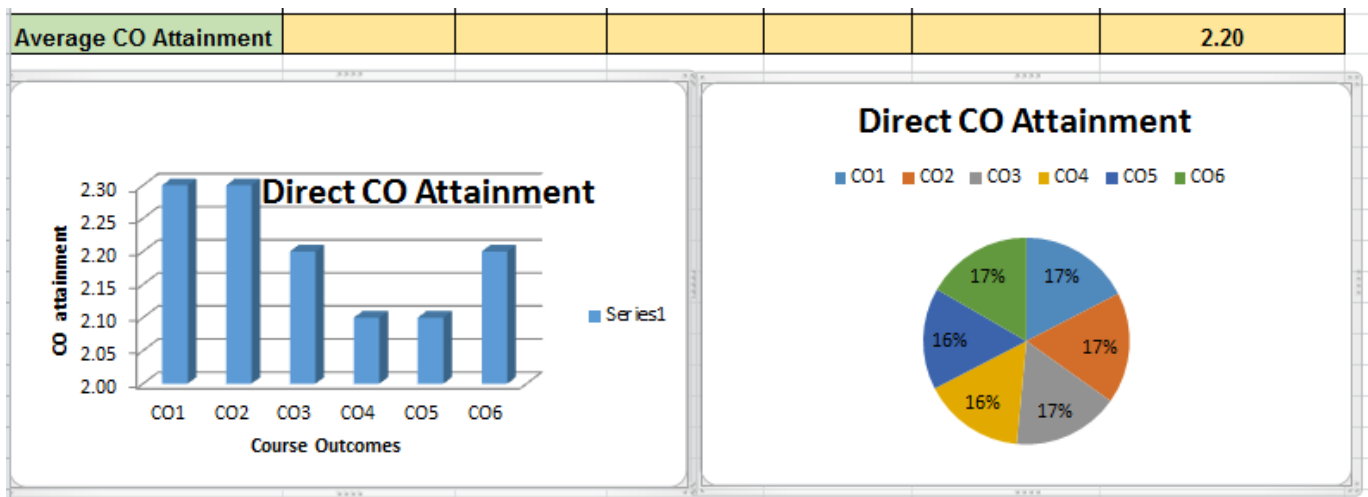 Average CO Attainment 2.20
Direct CO Attainment
2.30
2.25
2.20
2.15
2.10
2.05
2.00
CO attainment
CO1 CO2 CO3 CO4 CO5 CO6
Course Outcomes
Series1
Direct CO Attainment
CO1 CO2 CO3 CO4 CO5 CO6
17% 17%
16% 17%
16% 17%